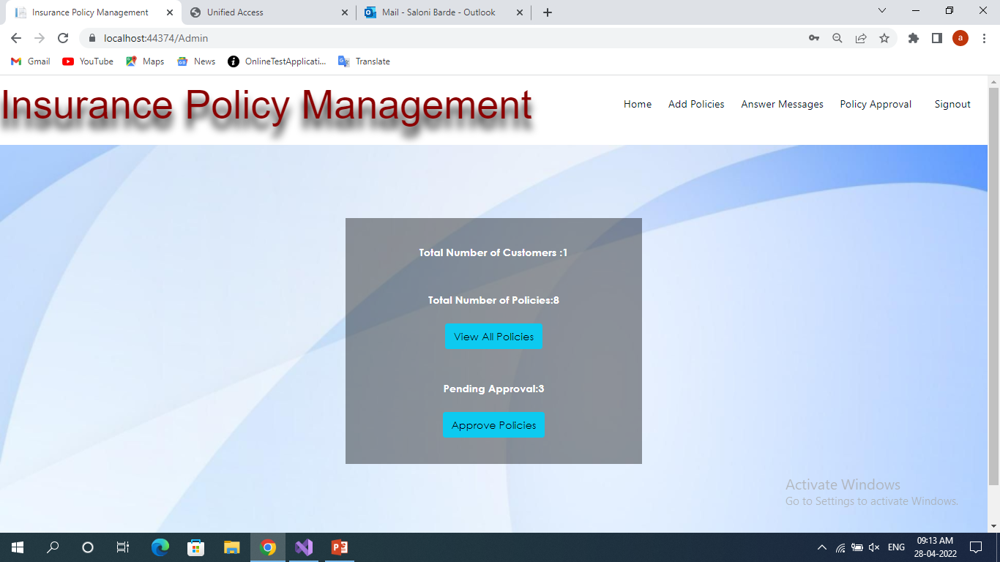 Insurance Policy Management
Unified Access
Mail - Saloni Barde - Outlook
localhost:44374/Admin
a
Gmail
YouTube
Maps
News
OnlineTestApplicati...
Translate
Insurance Policy Management
Home
Add Policies
Answer Messages
Policy Approval
Signout
Total Number of Customers :1
Total Number of Policies:8
View All Policies
Pending Approval:3
Approve Policies
Activate Windows
Go to Settings to activate Windows.
ENG
09:13 AM
28-04-2022